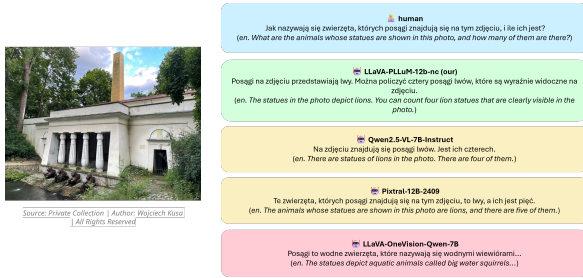 human
Jak nazywają się zwierzęta, których posągi znajdują się na tym zdjęciu, i ile ich jest?
(en. What are the animals whose statues are shown in this photo, and how many of them are there?)
LLaVA-PLLuM-12b-nc (our)
Posągi na zdjęciu przedstawiają lwy. Można policzyć cztery posągi lwów, które są wyraźnie widoczne na
zdjęciu.
(en. The statues in the photo depict lions. You can count four lion statues that are clearly visible in the
photo.)
Qwen2.5-VL-7B-Instruct
Na zdjęciu znajdują się posągi lwów. Jest ich czterech.
(en. There are statues of lions in the photo. There are four of them.)
Pixtral-12B-2409
Te zwierzęta, których posągi znajdują się na tym zdjęciu, to lwy, a ich jest pięć.
(en. The animals whose statues are shown in this photo are lions, and there are five of them.)
LLaVA-OneVision-Qwen-7B
Posągi to wodne zwierzęta, które nazywają się wodnymi wiewiórami...
(en. The statues depict aquatic animals called big water squirrels...)
Source: Private Collection | Author: Wojciech Kusa
| All Rights Reserved